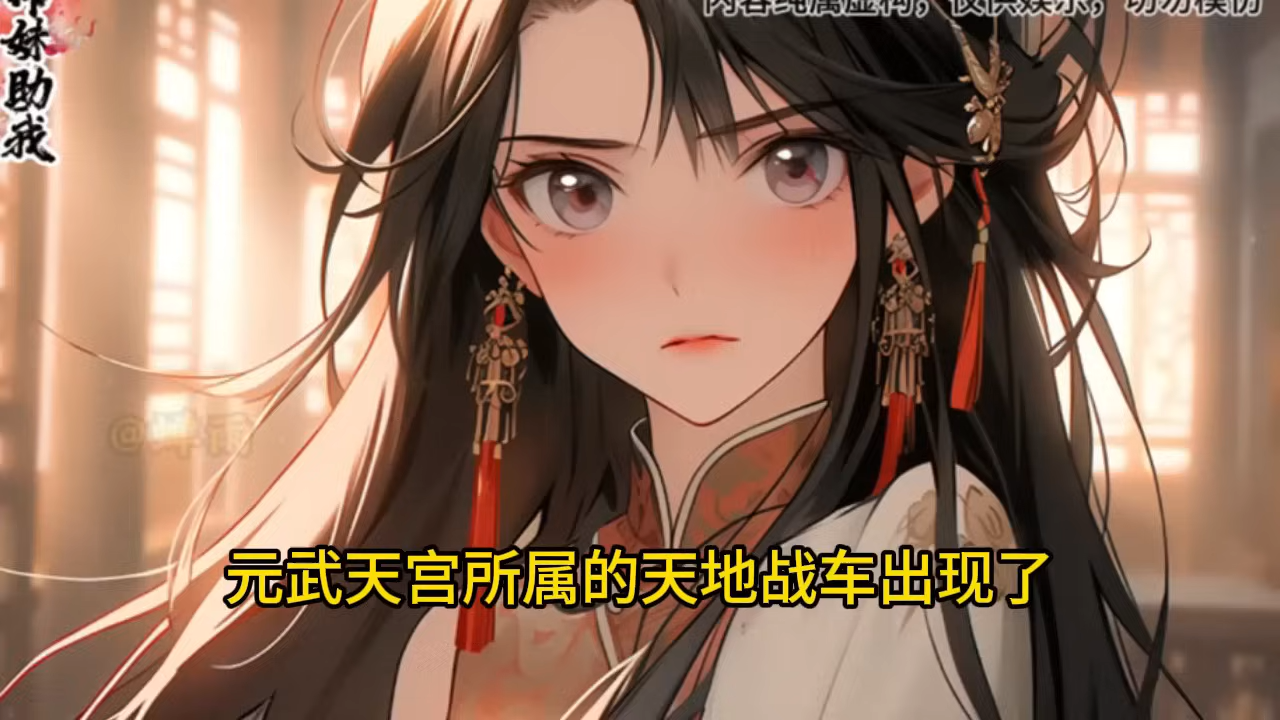 内容纯属虚构，仅供娱乐，切勿模仿
师妹助我
元武天宫所属的天地战车出现了